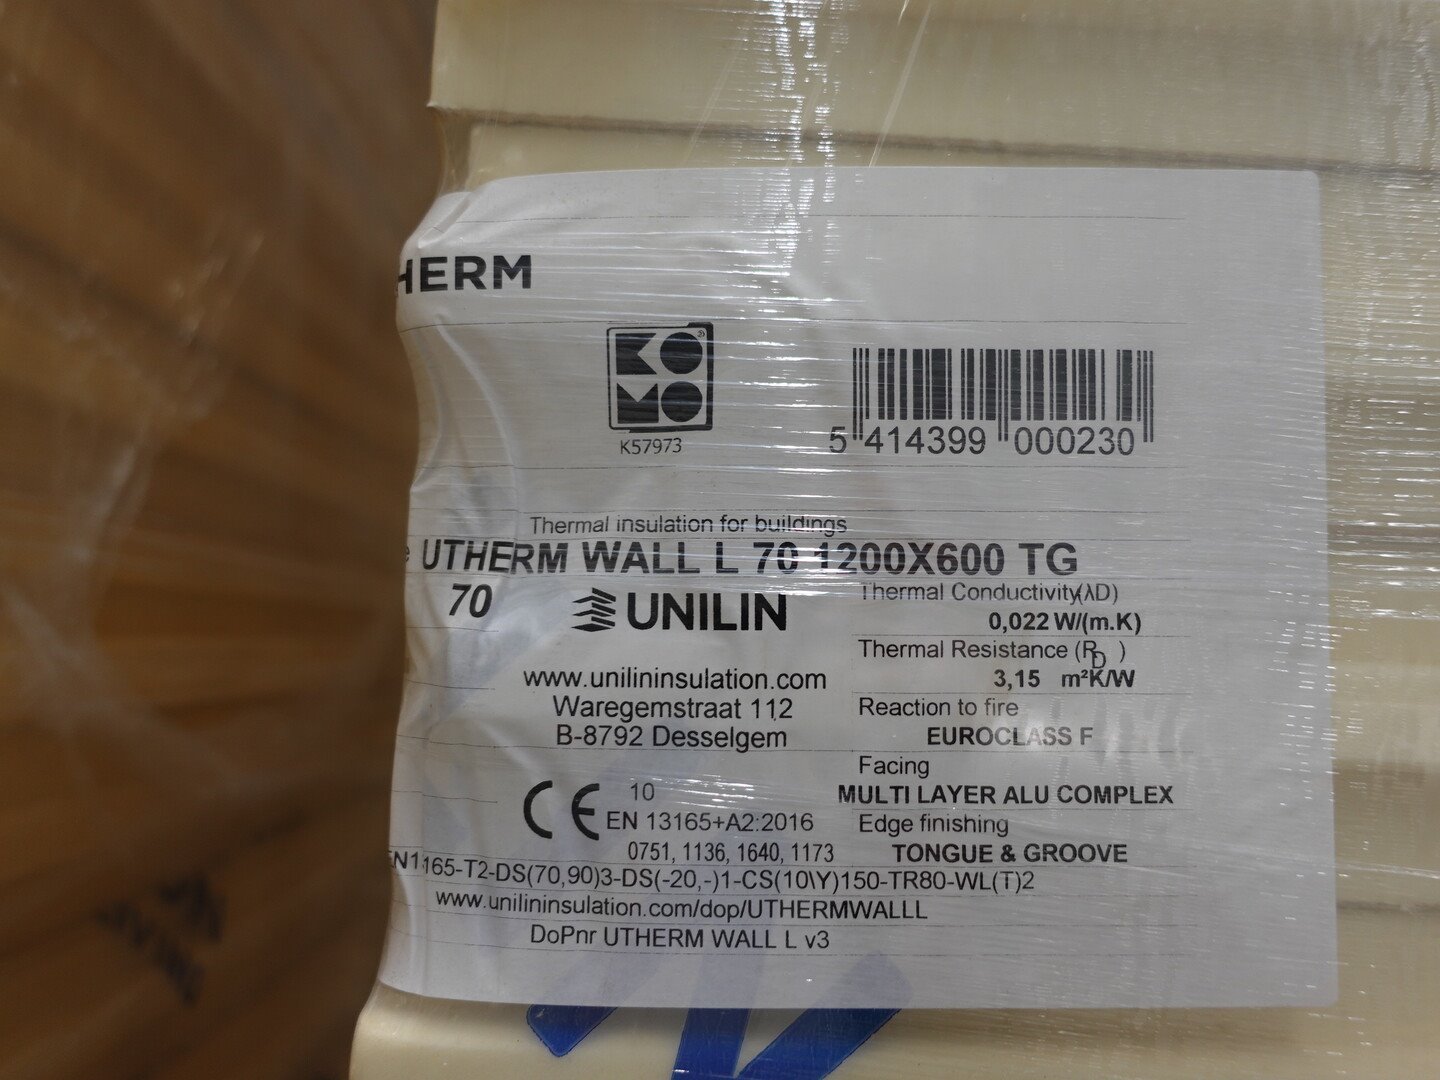 HERM
KO
MO
K57973
5 414399 000230
Thermal insulation for buildings
e UTHERM WALL L 70 1200X600 TG
70
UNILIN
www.unilininsulation.com
Waregemstraat 112
B-8792 Desselgem
Thermal Conductivity(λD)
0,022 W/(m.K)
Thermal Resistance (RD)
3,15 m²K/W
Reaction to fire
EUROCLASS F
Facing
MULTI LAYER ALU COMPLEX
Edge finishing
TONGUE & GROOVE
CE 10
EN 13165+A2:2016
0751, 1136, 1640, 1173
EN1165-T2-DS(70,90)3-DS(-20,-)1-CS(10\Y)150-TR80-WL(T)2
www.unilininsulation.com/dop/UTHERMWALLL
DoPnr UTHERM WALL L v3